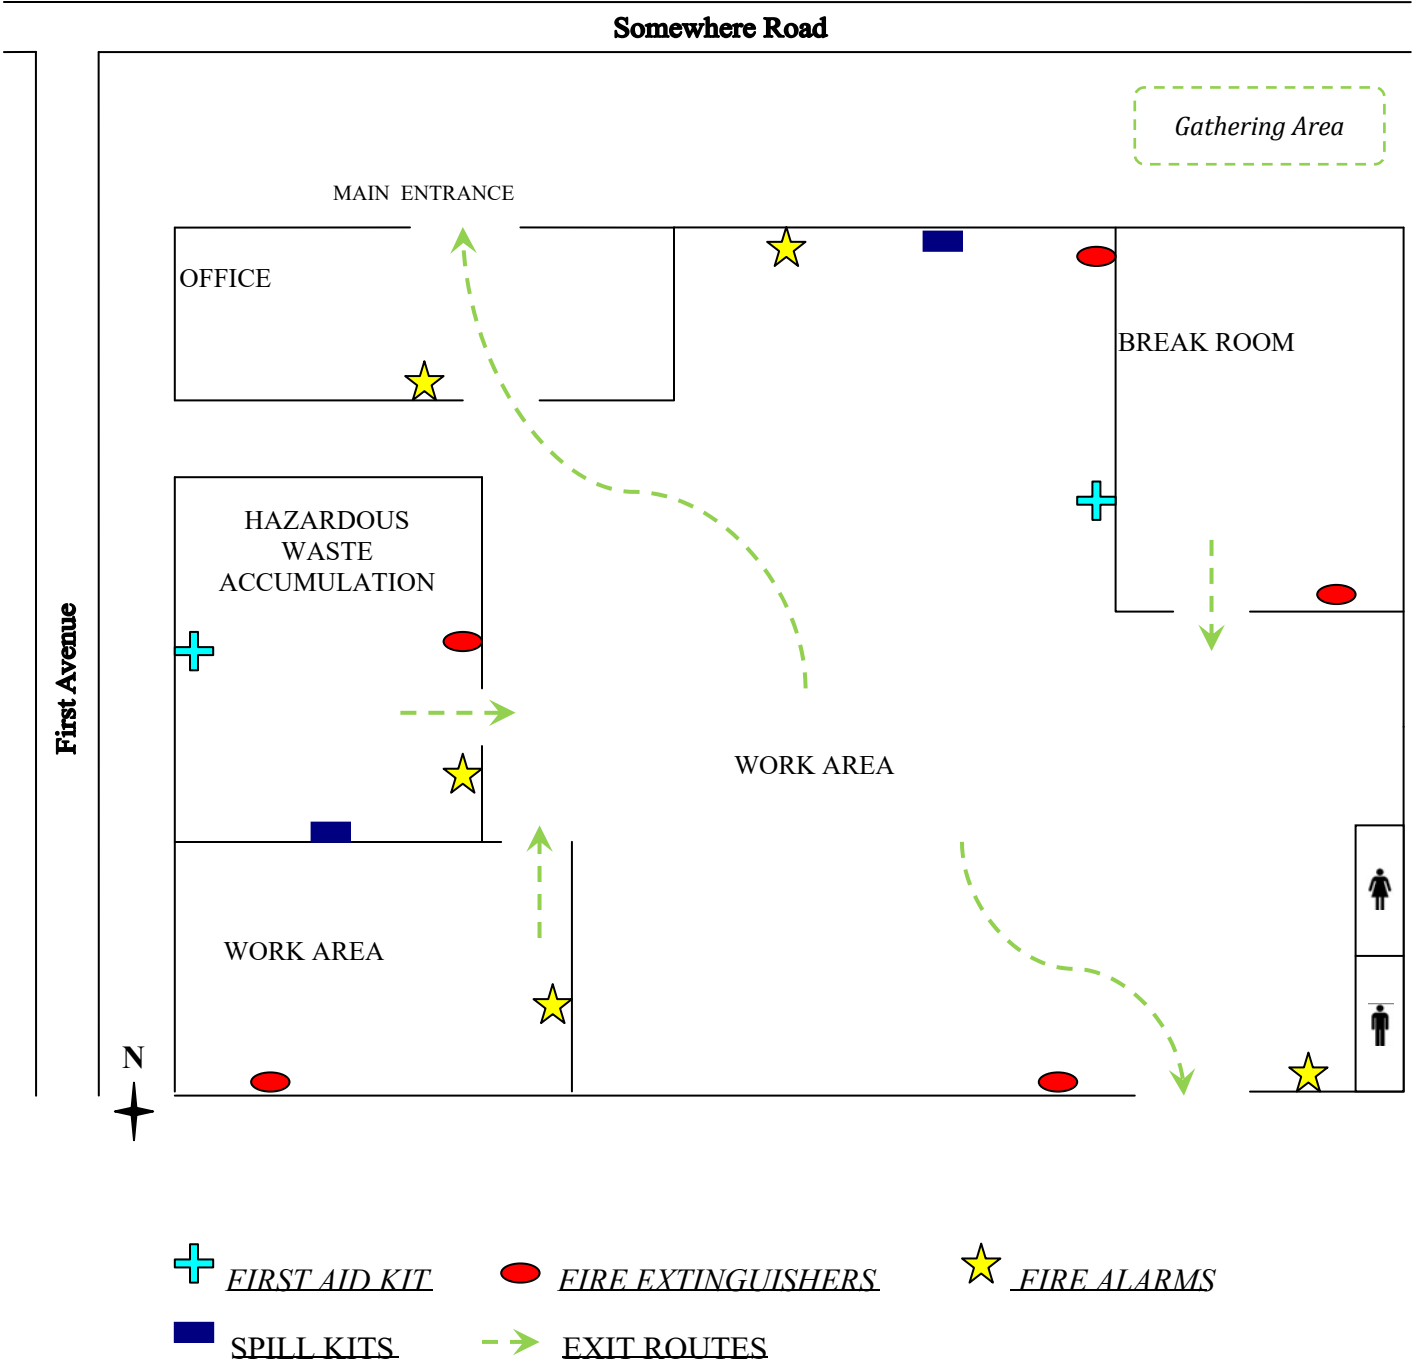 Somewhere Road
Gathering Area
MAIN ENTRANCE
OFFICE
BREAK ROOM
HAZARDOUS
WASTE
ACCUMULATION
First Avenue
WORK AREA
WORK AREA
N
FIRST AID KIT
FIRE EXTINGUISHERS
FIRE ALARMS
SPILL KITS
EXIT ROUTES